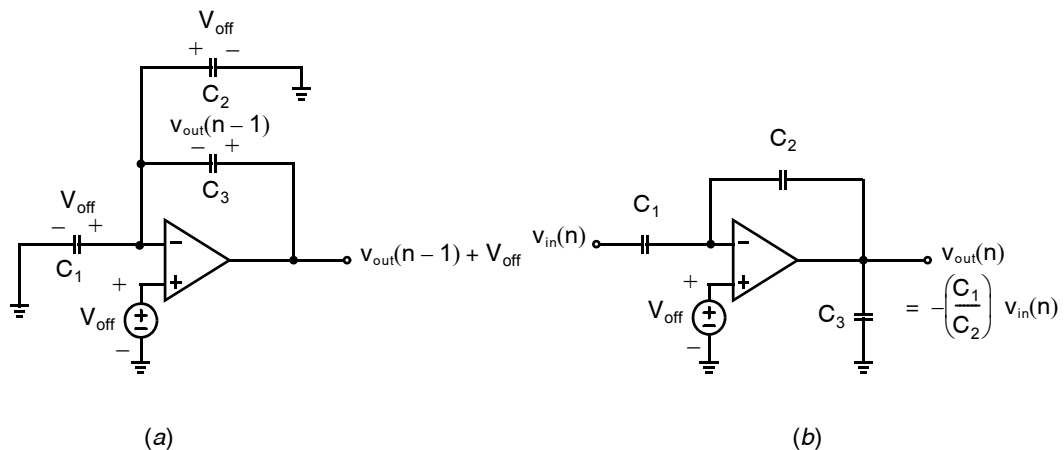 V_off
+ −
C_2
v_out(n − 1)
− +
C_3
V_off
− +
C_1
−
+
+
V_off
+
−
−
v_out(n − 1) + V_off
(a)
C_2
C_1
v_in(n)
−
+
+
V_off
+
−
−
C_3
v_out(n)
= −(C_1/C_2) v_in(n)
(b)